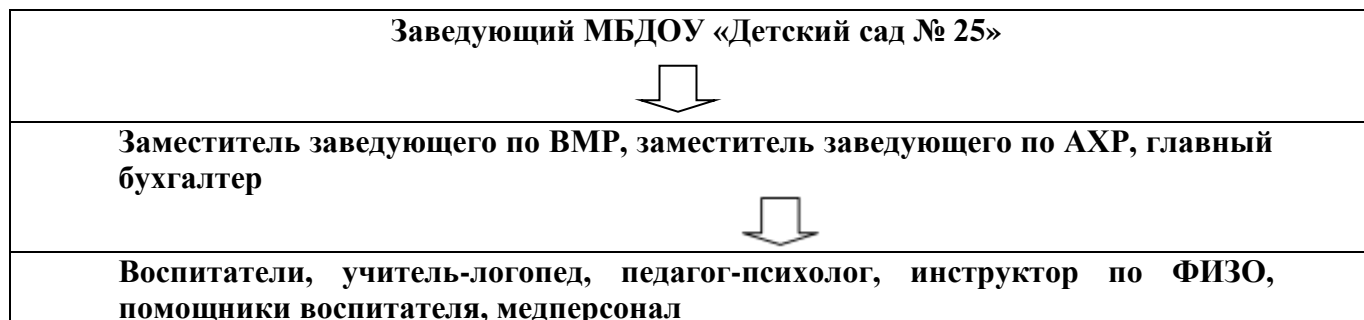 Заведующий МБДОУ «Детский сад № 25»
Заместитель заведующего по ВМР, заместитель заведующего по АХР, главный
бухгалтер
Воспитатели, учитель-логопед, педагог-психолог, инструктор по ФИЗО,
помощники воспитателя, медперсонал